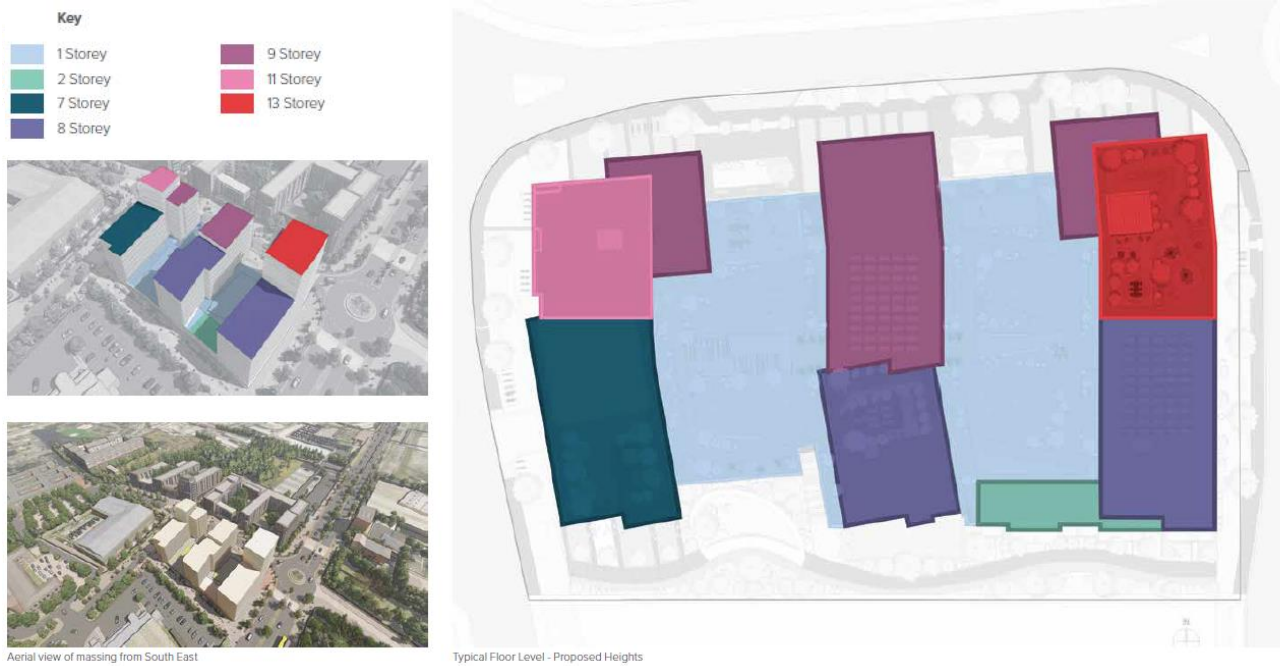 Key
1 Storey
2 Storey
7 Storey
8 Storey
9 Storey
11 Storey
13 Storey
Aerial view of massing from South East
Typical Floor Level - Proposed Heights
N